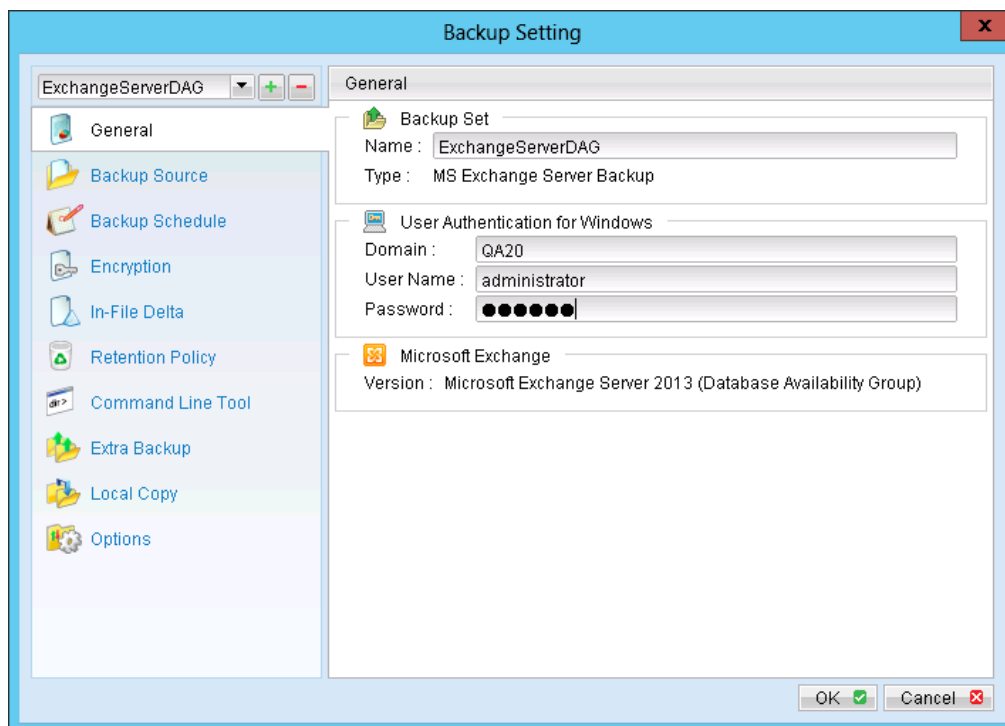 Backup Setting
x
ExchangeServerDAG
General
Backup Source
Backup Schedule
Encryption
In-File Delta
Retention Policy
dir>
Command Line Tool
Extra Backup
Local Copy
Options
General
Backup Set
Name : ExchangeServerDAG
Type : MS Exchange Server Backup
User Authentication for Windows
Domain : QA20
User Name : administrator
Password : ●●●●●●
Microsoft Exchange
Version : Microsoft Exchange Server 2013 (Database Availability Group)
OK
Cancel